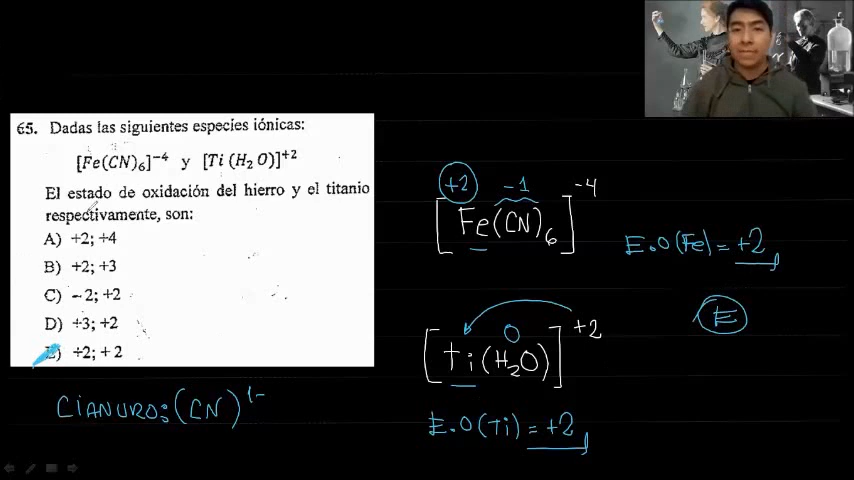 65. Dadas las siguientes especies iónicas:
[Fe(CN)₆]⁻⁴ y [Ti (H₂O)]⁺²
El estado de oxidación del hierro y el titanio
respectivamente, son:
A) +2; +4
B) +2; +3
C) -2; +2
D) +3; +2
E) +2; +2
CIANURO: (CN)¹⁻
+2 -1
[Fe(CN)₆]⁻⁴
E.O(Fe) = +2
E
0
[Ti(H₂O)]⁺²
E.O(Ti) = +2